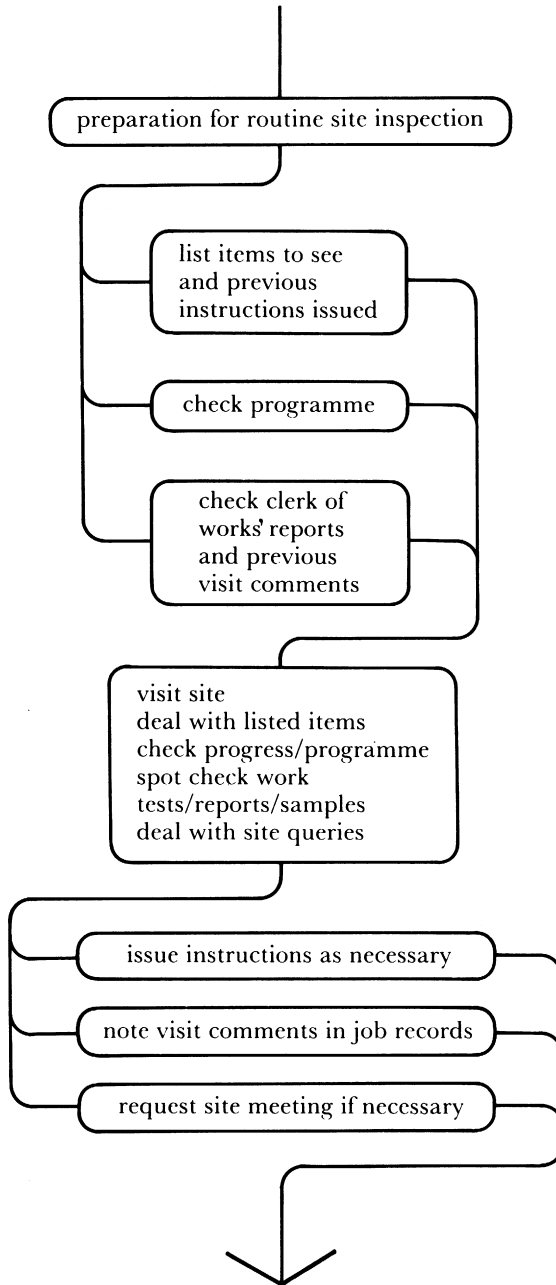 preparation for routine site inspection
list items to see
and previous
instructions issued
check programme
check clerk of
works' reports
and previous
visit comments
visit site
deal with listed items
check progress/programme
spot check work
tests/reports/samples
deal with site queries
issue instructions as necessary
note visit comments in job records
request site meeting if necessary